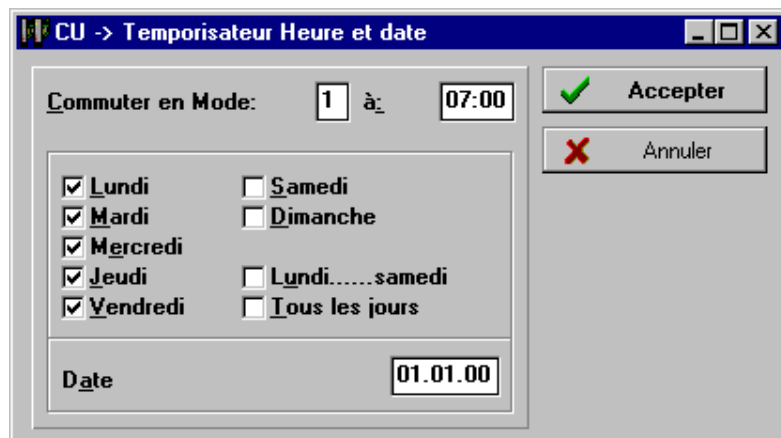 CU -> Temporisateur Heure et date
Commuter en Mode: 1 à: 07:00
Accepter
Annuler
Lundi Samedi
Mardi Dimanche
Mercredi
Jeudi Lundi......samedi
Vendredi Tous les jours
Date 01.01.00